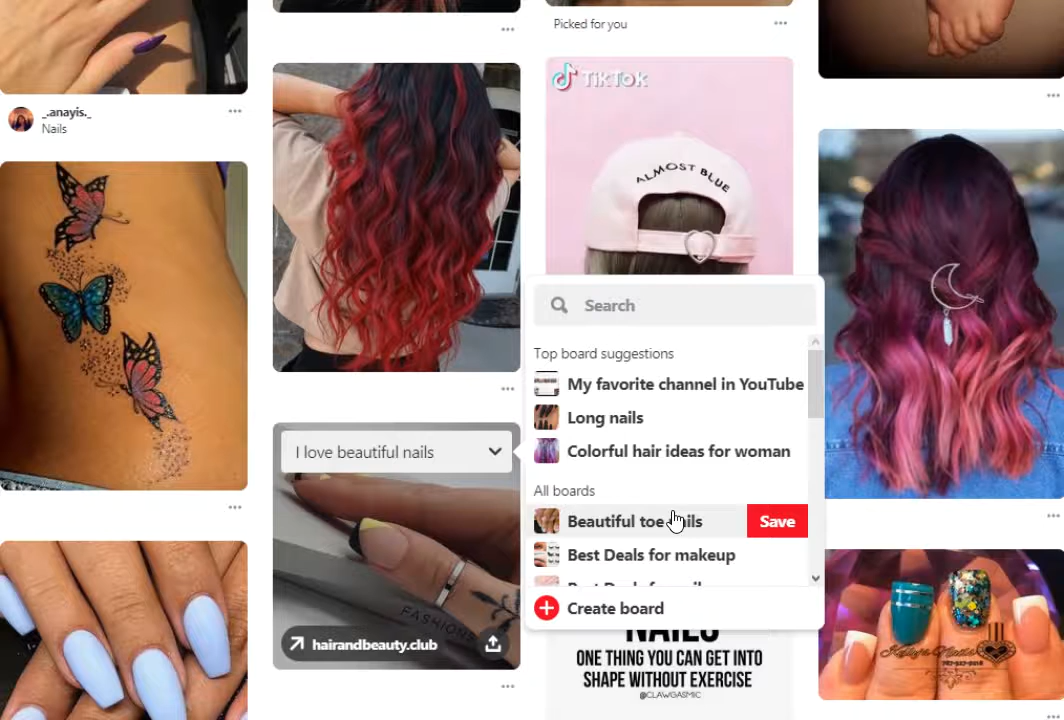 Picked for you
TikTok
_.anayis._
Nails
ALMOST BLUE
Search
Top board suggestions
My favorite channel in YouTube
Long nails
Colorful hair ideas for woman
All boards
Beautiful toe nails
Save
Best Deals for makeup
Create board
I love beautiful nails
FASHIONS
hairandbeauty.club
NAILS
ONE THING YOU CAN GET INTO
SHAPE WITHOUT EXERCISE
@CLAWGASMIC